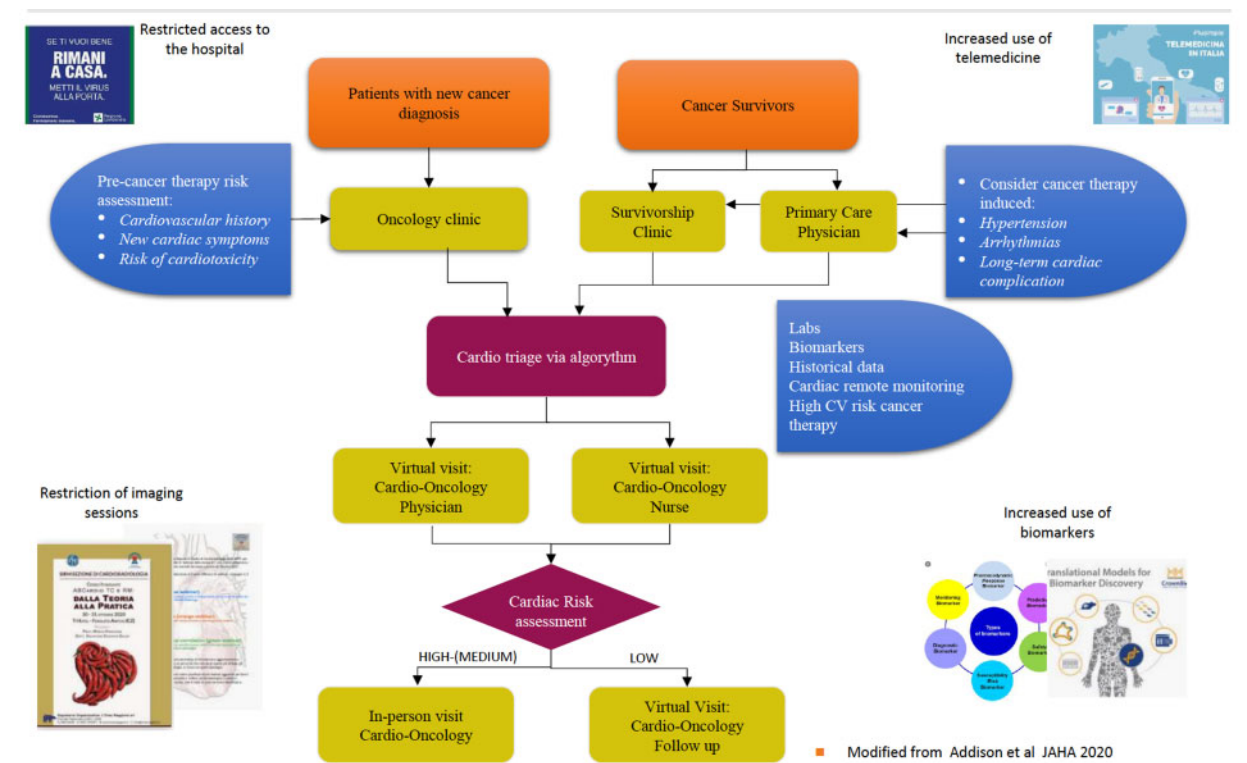 SE TI VUOI BENE
RIMANI
A CASA.
METTI IL VIRUS
ALLA PORTA.
Restricted access to
the hospital
Increased use of
telemedicine
TELEMEDICINA
IN ITALIA
Patients with new cancer
diagnosis
Cancer Survivors
Pre-cancer therapy risk
assessment:
• Cardiovascular history
• New cardiac symptoms
• Risk of cardiotoxicity
Oncology clinic
Survivorship
Clinic
Primary Care
Physician
• Consider cancer therapy
induced:
• Hypertension
• Arrhythmias
• Long-term cardiac
complication
Cardio triage via algorythm
Labs
Biomarkers
Historical data
Cardiac remote monitoring
High CV risk cancer
therapy
Virtual visit:
Cardio-Oncology
Physician
Virtual visit:
Cardio-Oncology
Nurse
Restriction of imaging
sessions
DALLA TEORIA
ALLA PRATICA
Increased use of
biomarkers
Monitoring
Biomarker
Types
of biomarkers
Diagnostic
Biomarker
Translational Models for
Biomarker Discovery
Cardiac Risk
assessment
HIGH-(MEDIUM)
LOW
In-person visit
Cardio-Oncology
Virtual Visit:
Cardio-Oncology
Follow up
Modified from Addison et al JAHA 2020